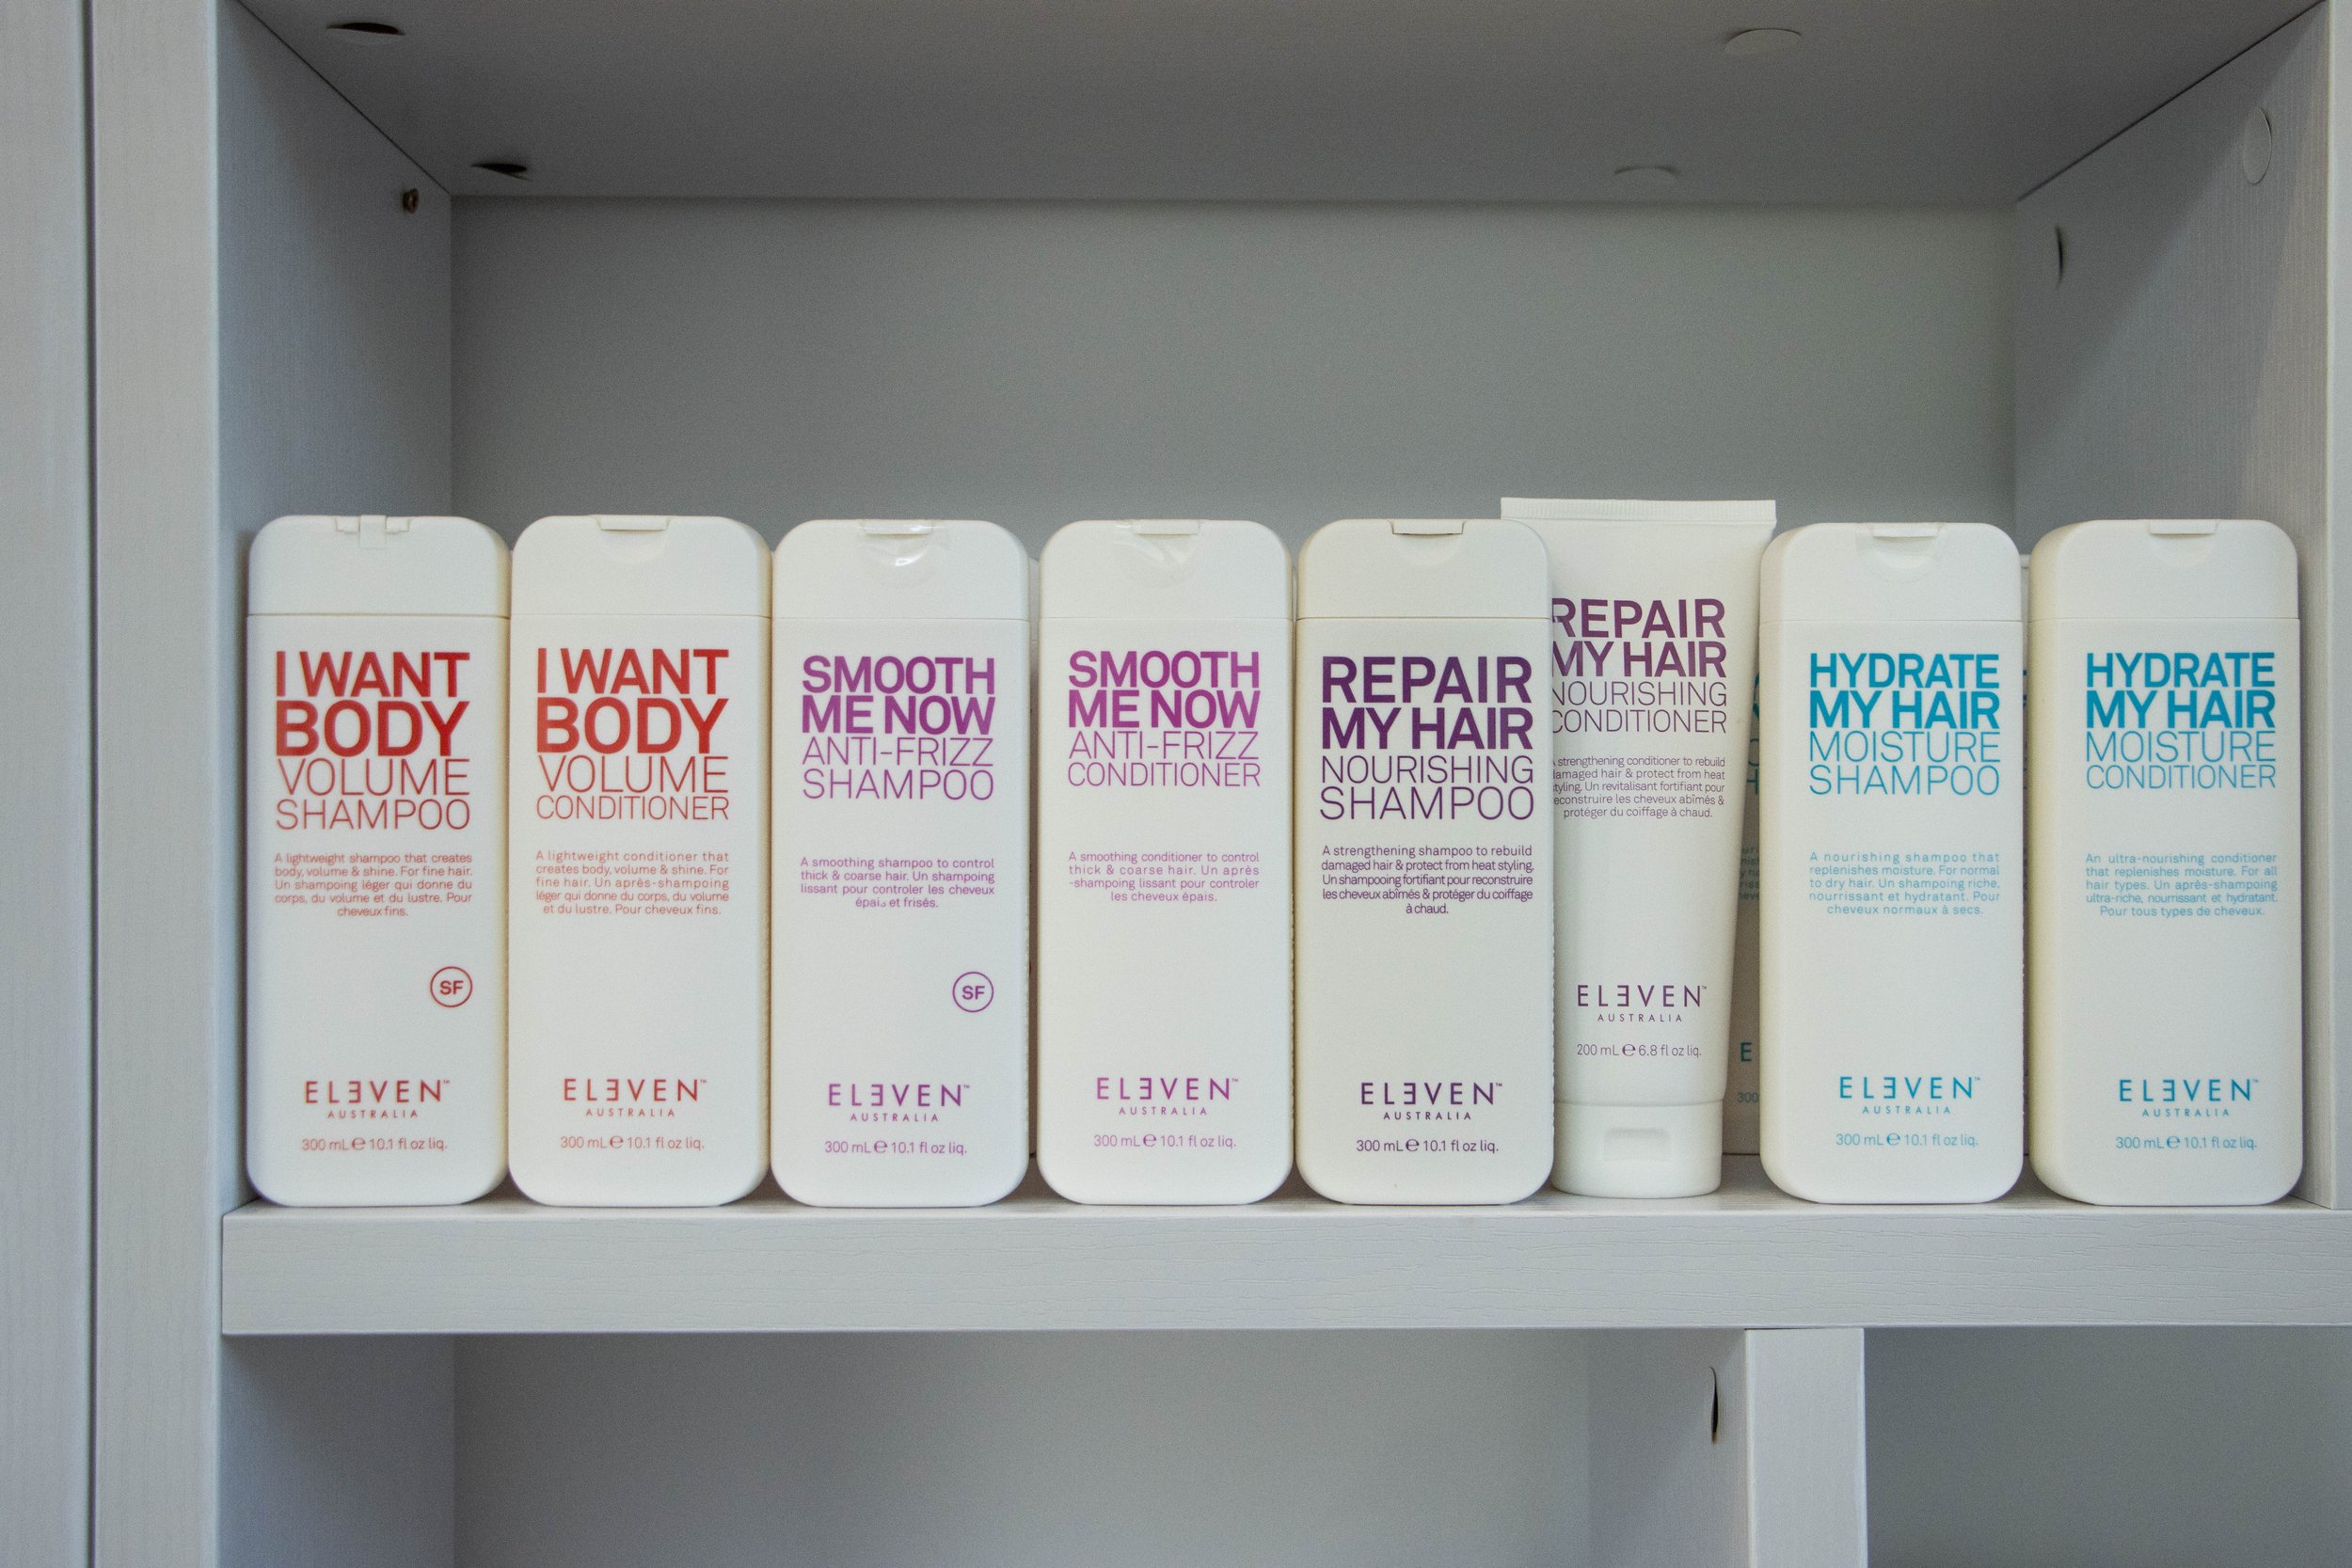 I WANT
BODY
VOLUME
SHAMPOO
A lightweight shampoo that creates
body, volume & shine. For fine hair.
Un shampoing léger qui donne du
corps, du volume et du lustre. Pour
cheveux fins.
SF
ELEVEN™
AUSTRALIA
300 mL ℮ 10.1 fl oz liq.
I WANT
BODY
VOLUME
CONDITIONER
A lightweight conditioner that
creates body, volume & shine. For
fine hair. Un après-shampoing
léger qui donne du corps, du volume
et du lustre. Pour cheveux fins.
ELEVEN™
AUSTRALIA
300 mL ℮ 10.1 fl oz liq.
SMOOTH
ME NOW
ANTI-FRIZZ
SHAMPOO
A smoothing shampoo to control
thick & coarse hair. Un shampoing
lissant pour controler les cheveux
épais et frisés.
SF
ELEVEN™
AUSTRALIA
300 mL ℮ 10.1 fl oz liq.
SMOOTH
ME NOW
ANTI-FRIZZ
CONDITIONER
A smoothing conditioner to control
thick & coarse hair. Un après
-shampoing lissant pour controler
les cheveux épais.
ELEVEN™
AUSTRALIA
300 mL ℮ 10.1 fl oz liq.
REPAIR
MY HAIR
NOURISHING
SHAMPOO
A strengthening shampoo to rebuild
damaged hair & protect from heat styling.
Un shampooing fortifiant pour reconstruire
les cheveux abîmés & protéger du coiffage
à chaud.
ELEVEN™
AUSTRALIA
300 mL ℮ 10.1 fl oz liq.
REPAIR
MY HAIR
NOURISHING
CONDITIONER
strengthening conditioner to rebuild
damaged hair & protect from heat
styling. Un revitalisant fortifiant pour
reconstruire les cheveux abîmés &
protéger du coiffage à chaud.
ELEVEN™
AUSTRALIA
200 mL ℮ 6.8 fl oz liq.
E
300
HYDRATE
MY HAIR
MOISTURE
SHAMPOO
A nourishing shampoo that
replenishes moisture. For normal
to dry hair. Un shampoing riche,
nourrissant et hydratant. Pour
cheveux normaux à secs.
ELEVEN™
AUSTRALIA
300 mL ℮ 10.1 fl oz liq.
HYDRATE
MY HAIR
MOISTURE
CONDITIONER
An ultra-nourishing conditioner
that replenishes moisture. For all
hair types. Un après-shampoing
ultra-riche, nourrissant et hydratant.
Pour tous types de cheveux.
ELEVEN™
AUSTRALIA
300 mL ℮ 10.1 fl oz liq.